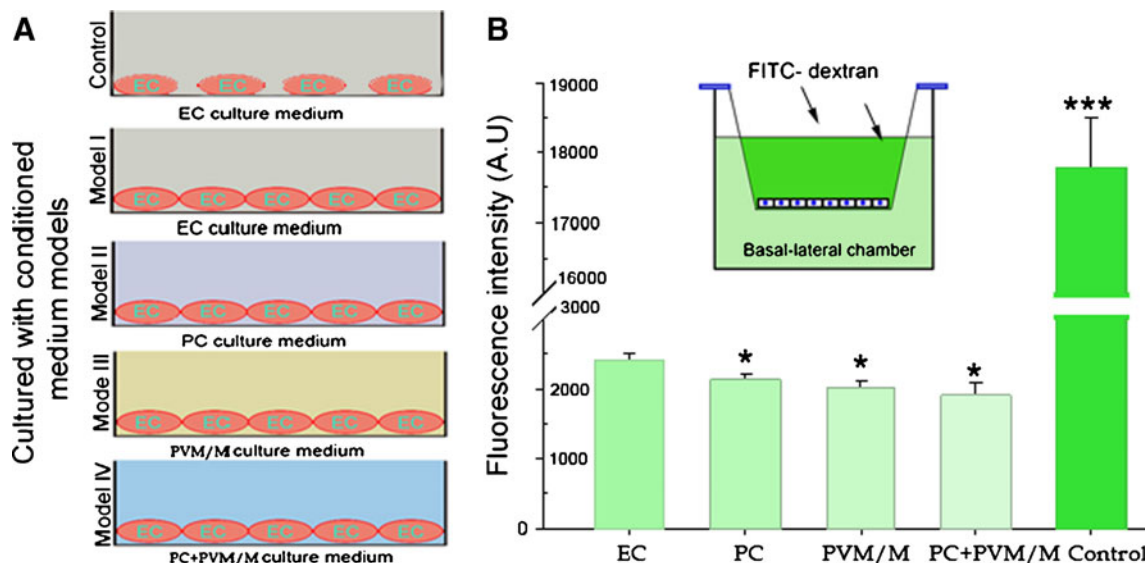 A
Cultured with conditioned
medium models
Control
EC EC EC EC
EC culture medium
Model I
EC EC EC EC EC
EC culture medium
Model II
EC EC EC EC EC
PC culture medium
Mode III
EC EC EC EC EC
PVM/M culture medium
Model IV
EC EC EC EC EC
PC+PVM/M culture medium
B
Fluorescence intensity (A.U)
19000
18000
17000
16000
3000
2000
1000
0
FITC- dextran
Basal-lateral chamber
*
*
*
***
EC PC PVM/M PC+PVM/M Control